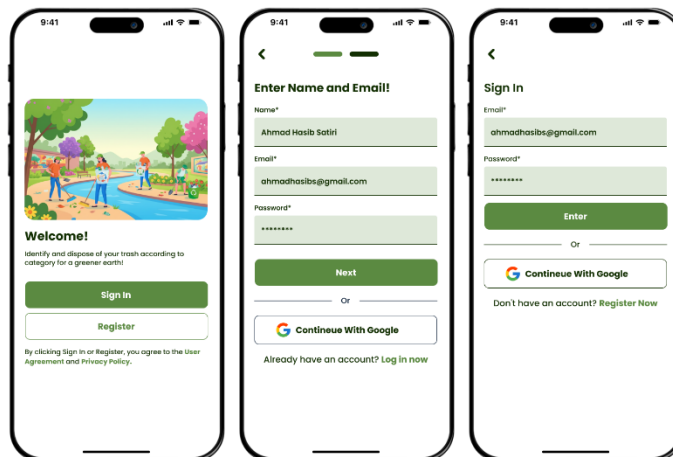 9:41
Welcome!
Identify and dispose of your trash according to
category for a greener earth!
Sign In
Register
By clicking Sign In or Register, you agree to the User
Agreement and Privacy Policy.
9:41
Enter Name and Email!
Name*
Ahmad Hasib Satiri
Email*
ahmadhasibs@gmail.com
Password*
********
Next
Or
Contineue With Google
Already have an account? Log in now
9:41
Sign In
Email*
ahmadhasibs@gmail.com
Password*
********
Enter
Or
Contineue With Google
Don't have an account? Register Now